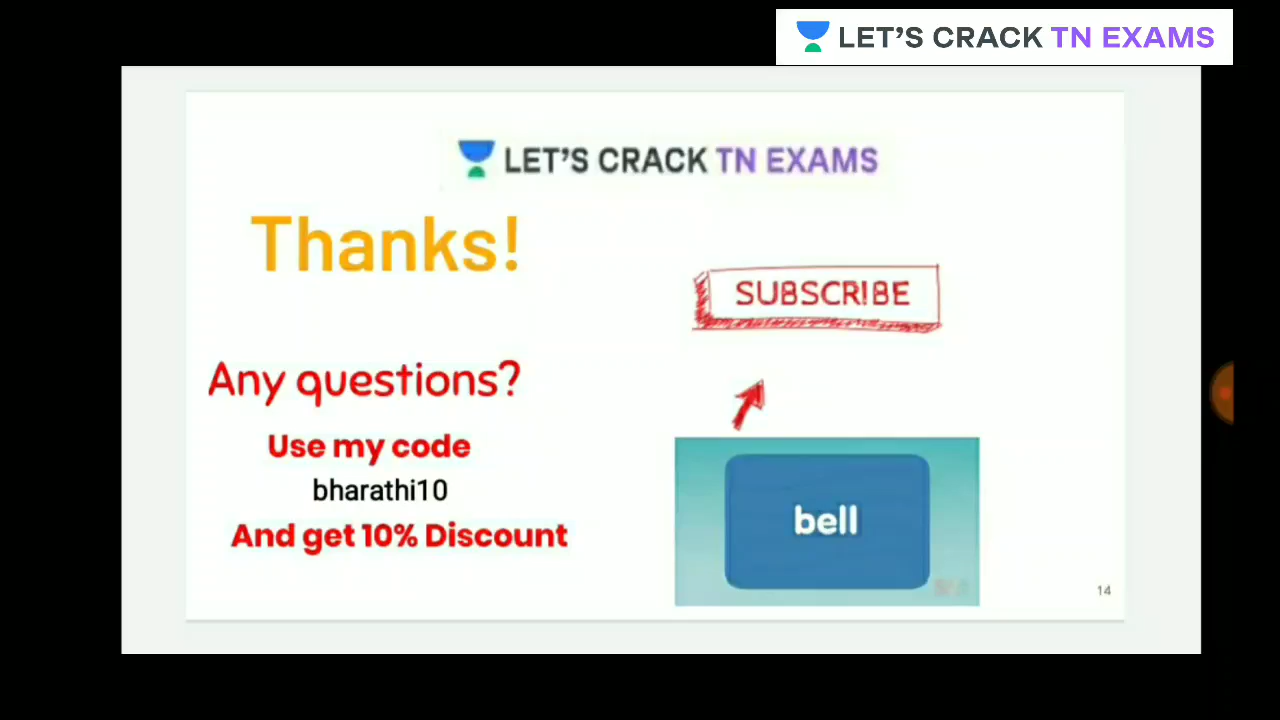 LET'S CRACK TN EXAMS
LET'S CRACK TN EXAMS
Thanks!
SUBSCRIBE
Any questions?
Use my code
bharathi10
And get 10% Discount
bell
14